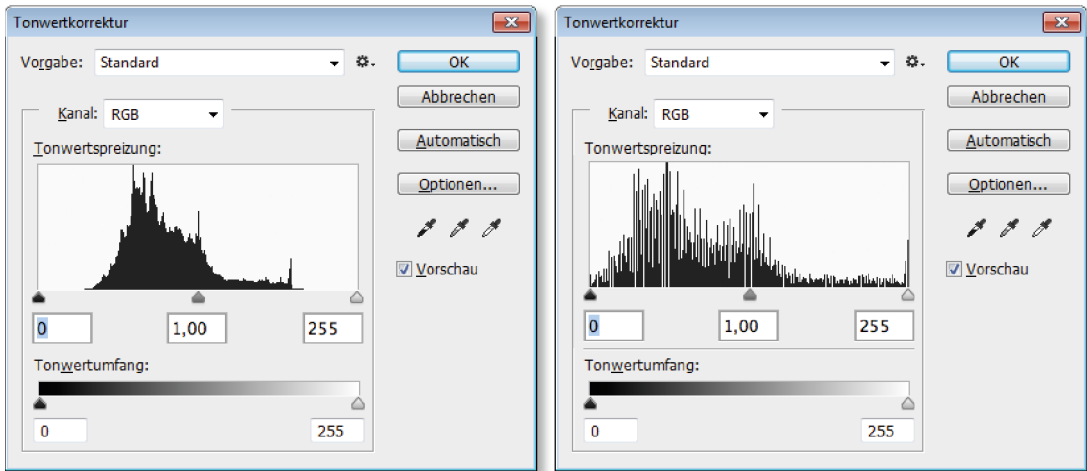 Tonwertkorrektur
Vorgabe: Standard
OK
Abbrechen
Kanal: RGB
Automatisch
Tonwertspreizung:
Optionen...
Vorschau
0 1,00 255
Tonwertumfang:
0 255
Tonwertkorrektur
Vorgabe: Standard
OK
Abbrechen
Kanal: RGB
Automatisch
Tonwertspreizung:
Optionen...
Vorschau
0 1,00 255
Tonwertumfang:
0 255